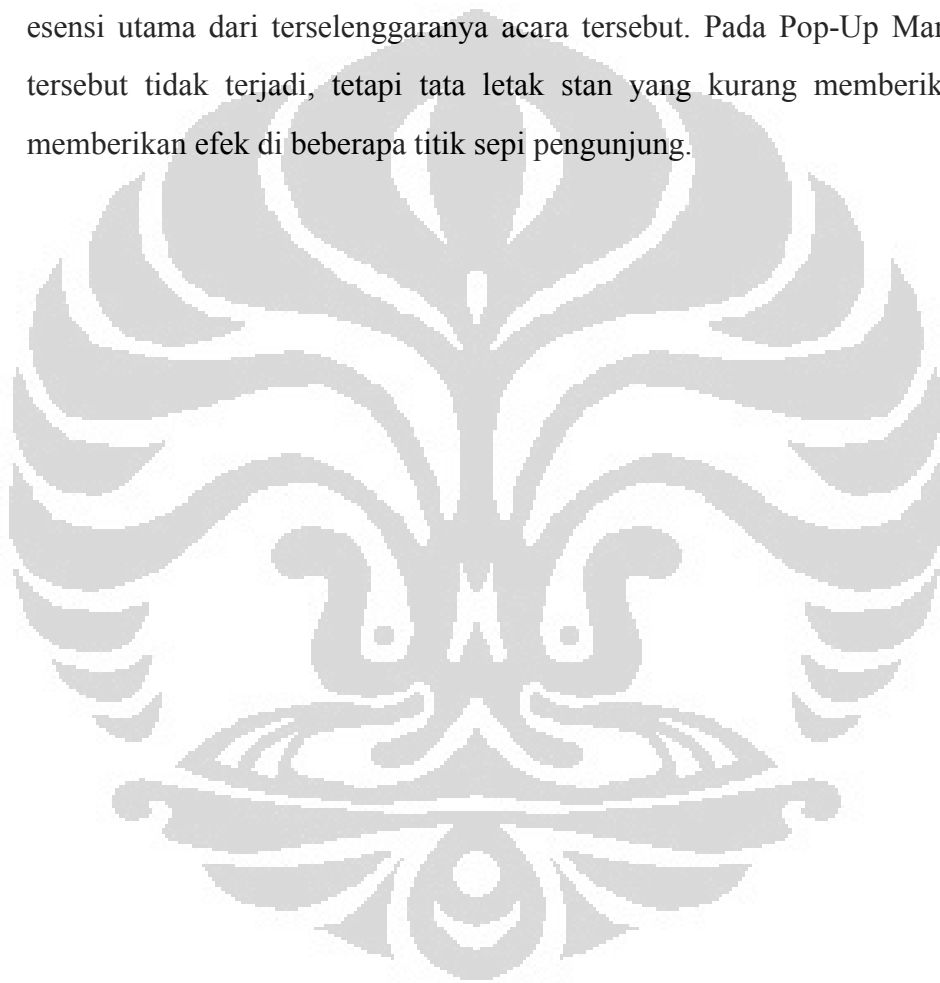 esensi utama dari terselenggaranya acara tersebut. Pada Pop-Up Mar
tersebut tidak terjadi, tetapi tata letak stan yang kurang memberik
memberikan efek di beberapa titik sepi pengunjung.